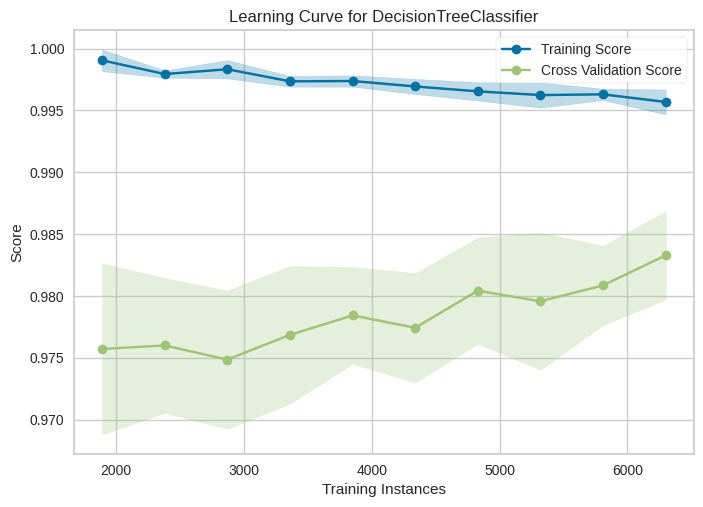 Learning Curve for DecisionTreeClassifier
Training Score
Cross Validation Score
1.000
0.995
0.990
0.985
0.980
0.975
0.970
Score
2000 3000 4000 5000 6000
Training Instances